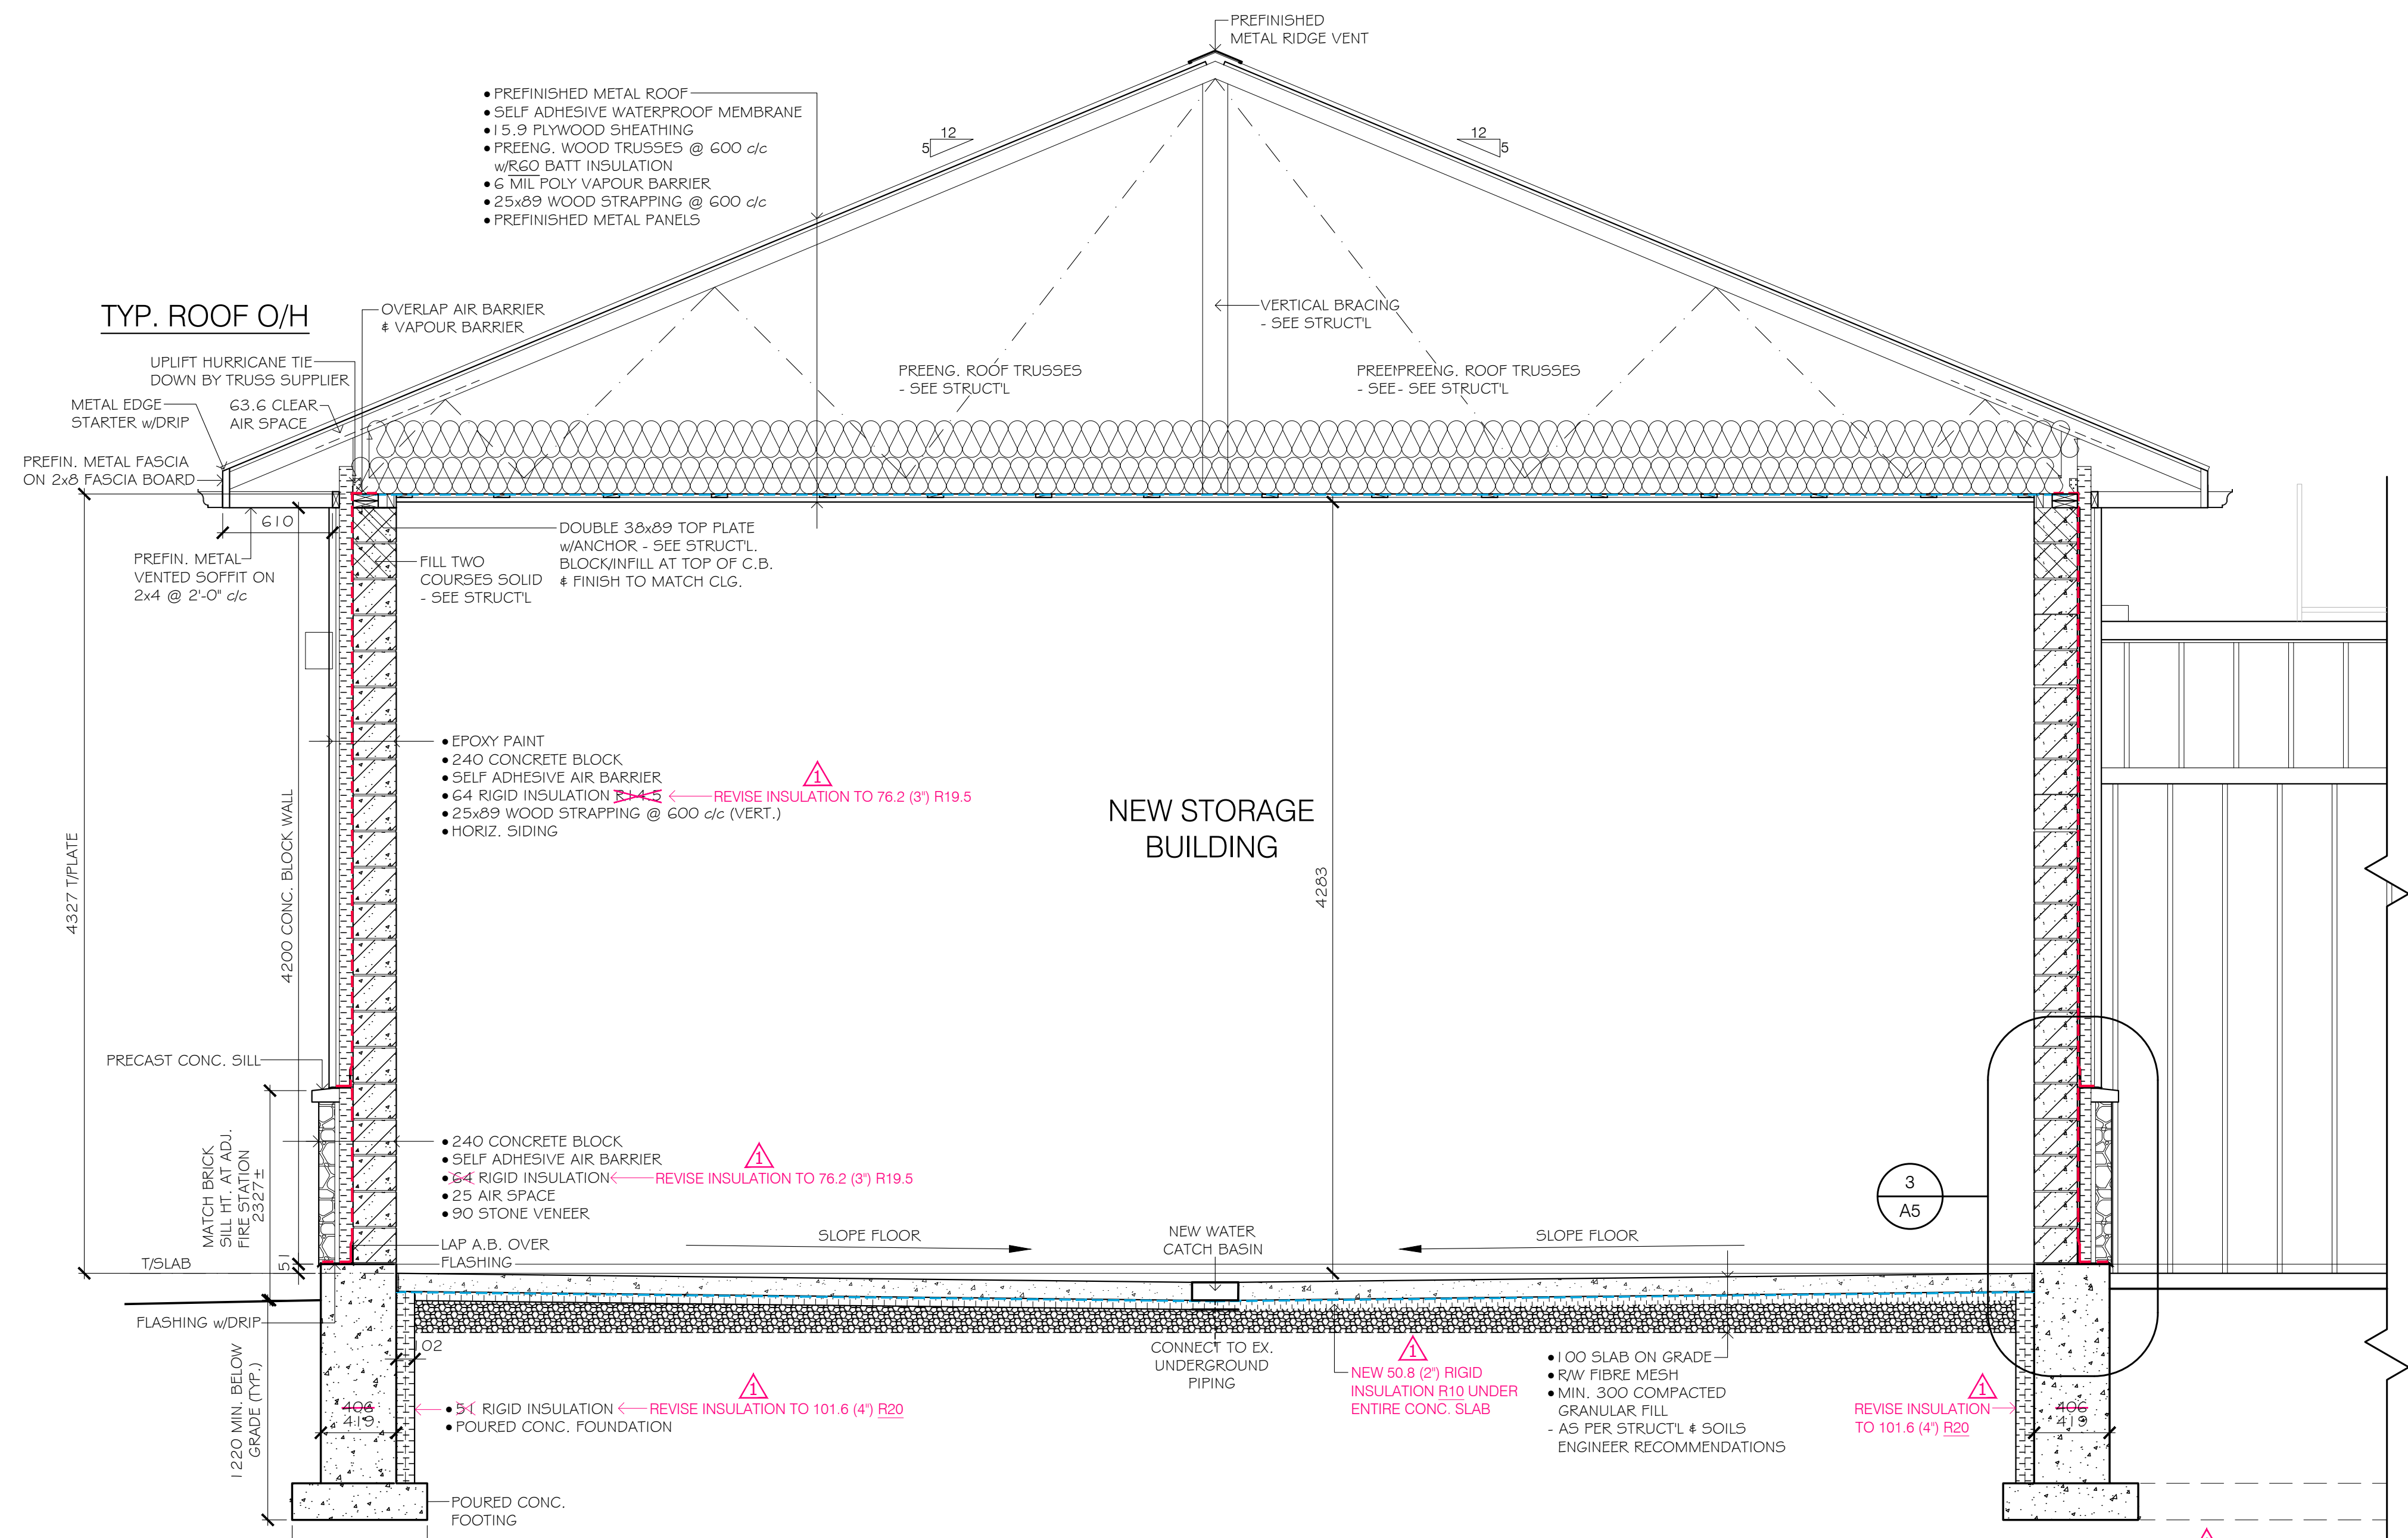 PREFINISHED
METAL RIDGE VENT
● PREFINISHED METAL ROOF
● SELF ADHESIVE WATERPROOF MEMBRANE
● 15.9 PLYWOOD SHEATHING
● PREENG. WOOD TRUSSES @ 600 c/c
w/R60 BATT INSULATION
● 6 MIL POLY VAPOUR BARRIER
● 25x89 WOOD STRAPPING @ 600 c/c
● PREFINISHED METAL PANELS
12
5
12
5
TYP. ROOF O/H
OVERLAP AIR BARRIER
& VAPOUR BARRIER
VERTICAL BRACING
- SEE STRUCT'L
UPLIFT HURRICANE TIE
DOWN BY TRUSS SUPPLIER
PREENG. ROOF TRUSSES
- SEE STRUCT'L
PREENG. ROOF TRUSSES
- SEE - SEE STRUCT'L
METAL EDGE
STARTER w/DRIP
63.6 CLEAR
AIR SPACE
PREFIN. METAL FASCIA
ON 2x8 FASCIA BOARD
610
PREFIN. METAL
VENTED SOFFIT ON
2x4 @ 2'-0" c/c
FILL TWO
COURSES SOLID
- SEE STRUCT'L
DOUBLE 38x89 TOP PLATE
w/ANCHOR - SEE STRUCT'L.
BLOCK/INFILL AT TOP OF C.B.
& FINISH TO MATCH CLG.
4327 T/PLATE
4200 CONC. BLOCK WALL
● EPOXY PAINT
● 240 CONCRETE BLOCK
● SELF ADHESIVE AIR BARRIER
● 64 RIGID INSULATION R14.5
● 25x89 WOOD STRAPPING @ 600 c/c (VERT.)
● HORIZ. SIDING
1
REVISE INSULATION TO 76.2 (3") R19.5
NEW STORAGE
BUILDING
4283
PRECAST CONC. SILL
MATCH BRICK
SILL HT. AT ADJ.
FIRE STATION
2327±
51
● 240 CONCRETE BLOCK
● SELF ADHESIVE AIR BARRIER
● 64 RIGID INSULATION
● 25 AIR SPACE
● 90 STONE VENEER
1
REVISE INSULATION TO 76.2 (3") R19.5
3
A5
LAP A.B. OVER
FLASHING
SLOPE FLOOR
NEW WATER
CATCH BASIN
SLOPE FLOOR
T/SLAB
FLASHING w/DRIP
1220 MIN. BELOW
GRADE (TYP.)
102
406
419
● 51 RIGID INSULATION
● POURED CONC. FOUNDATION
1
REVISE INSULATION TO 101.6 (4") R20
CONNECT TO EX.
UNDERGROUND
PIPING
1
NEW 50.8 (2") RIGID
INSULATION R10 UNDER
ENTIRE CONC. SLAB
● 100 SLAB ON GRADE
● R/W FIBRE MESH
● MIN. 300 COMPACTED
GRANULAR FILL
- AS PER STRUCT'L & SOILS
ENGINEER RECOMMENDATIONS
1
REVISE INSULATION
TO 101.6 (4") R20
406
419
POURED CONC.
FOOTING